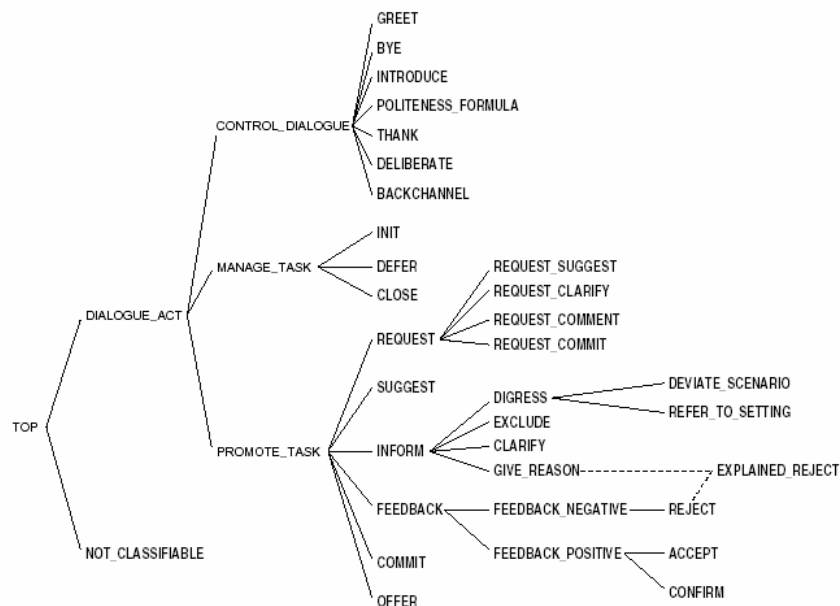 GREET
BYE
INTRODUCE
POLITENESS_FORMULA
CONTROL_DIALOGUE
THANK
DELIBERATE
BACKCHANNEL
INIT
MANAGE_TASK
DEFER
CLOSE
REQUEST_SUGGEST
REQUEST_CLARIFY
DIALOGUE_ACT
REQUEST_COMMENT
REQUEST
REQUEST_COMMIT
SUGGEST
DEVIATE_SCENARIO
DIGRESS
REFER_TO_SETTING
EXCLUDE
TOP
CLARIFY
PROMOTE_TASK
INFORM
GIVE_REASON
EXPLAINED_REJECT
FEEDBACK
FEEDBACK_NEGATIVE
REJECT
NOT_CLASSIFIABLE
FEEDBACK_POSITIVE
ACCEPT
COMMIT
CONFIRM
OFFER